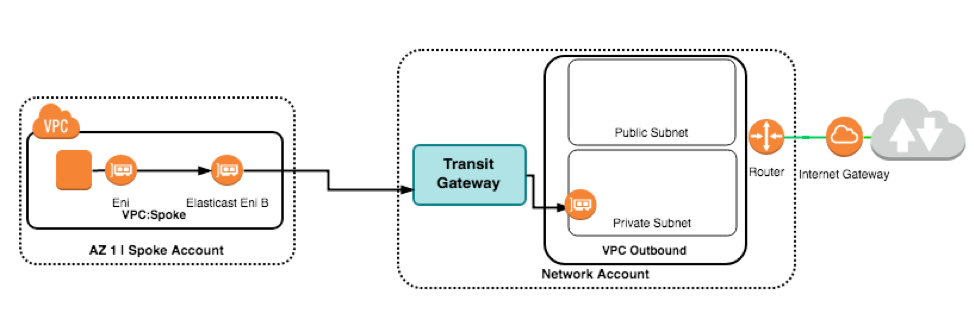 VPC
Eni
Elasticast Eni B
VPC:Spoke
AZ 1 I Spoke Account
Transit
Gateway
Public Subnet
Private Subnet
VPC Outbound
Network Account
Router
Internet Gateway